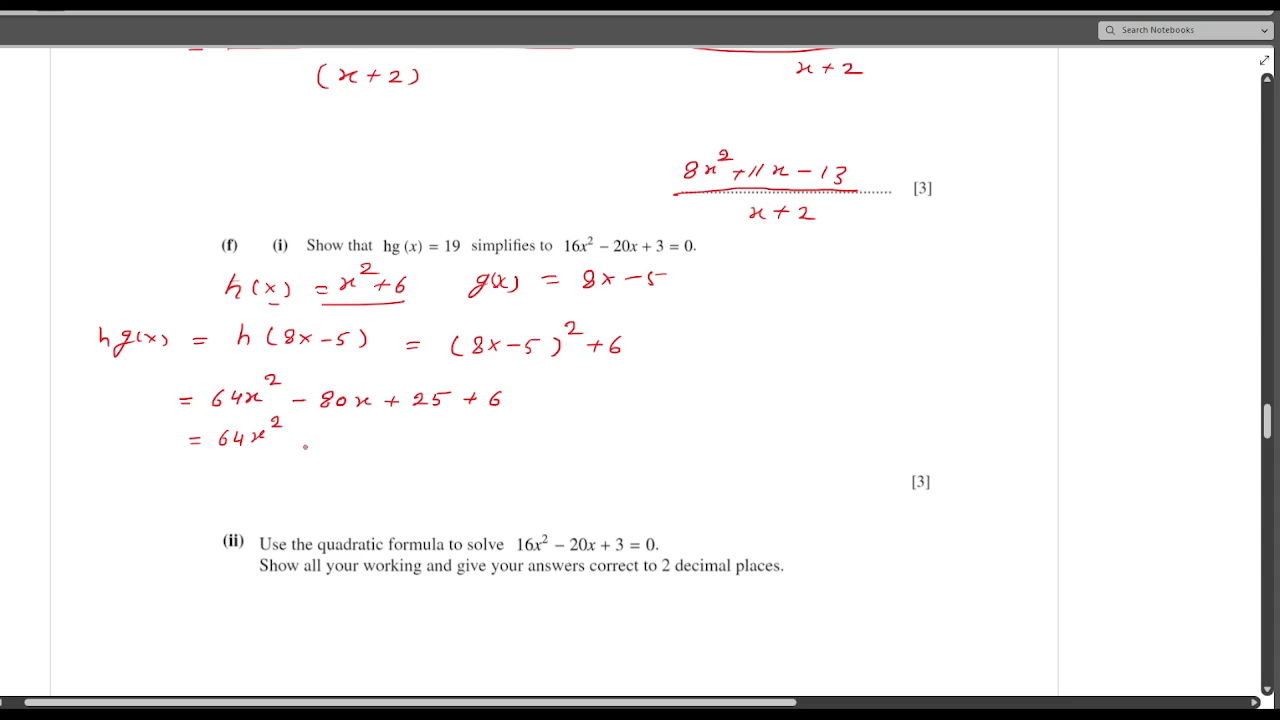 Search Notebooks
= (x + 2) x + 2
8x² + 11x − 13
[3]
x + 2
(f) (i) Show that hg (x) = 19 simplifies to 16x² − 20x + 3 = 0.
h(x) = x² + 6 g(x) = 8x − 5
hg(x) = h(8x − 5) = (8x − 5)² + 6
= 64x² − 80x + 25 + 6
= 64x²
[3]
(ii) Use the quadratic formula to solve 16x² − 20x + 3 = 0.
Show all your working and give your answers correct to 2 decimal places.